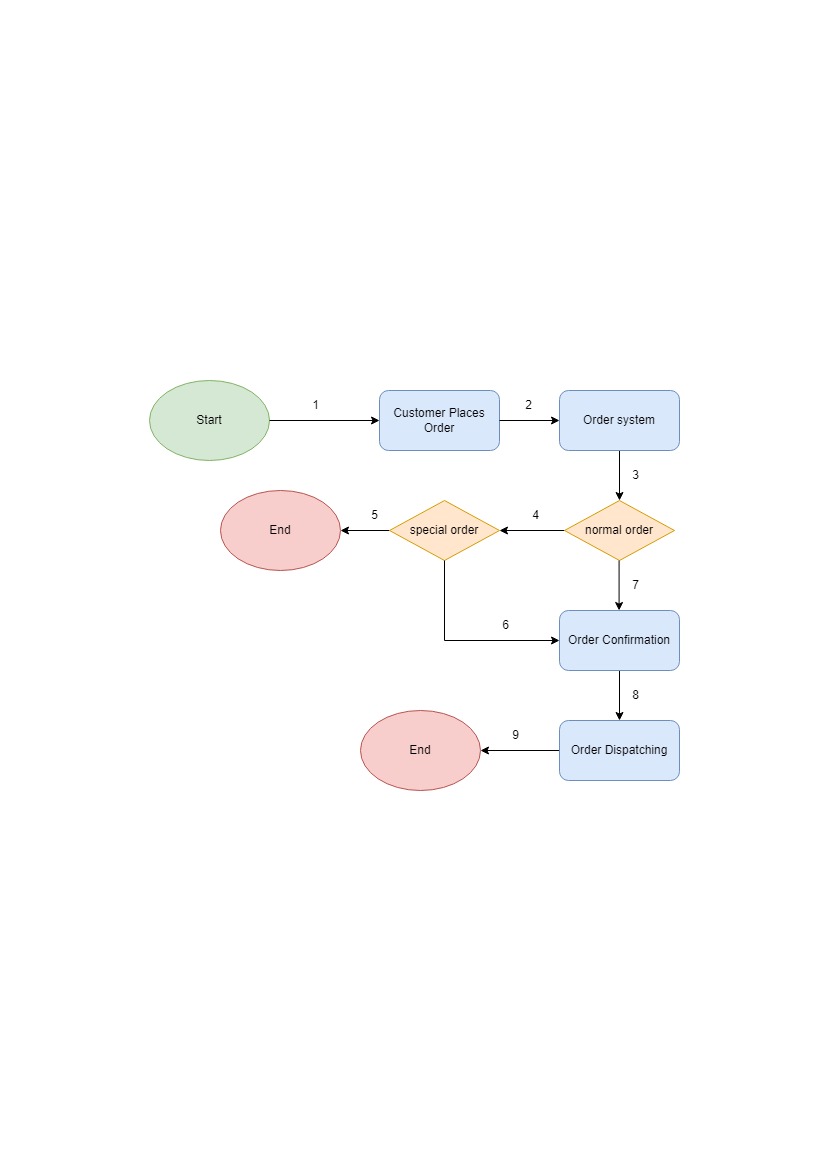 Start
1
Customer Places
Order
2
Order system
3
End
5
special order
4
normal order
7
6
Order Confirmation
8
End
9
Order Dispatching